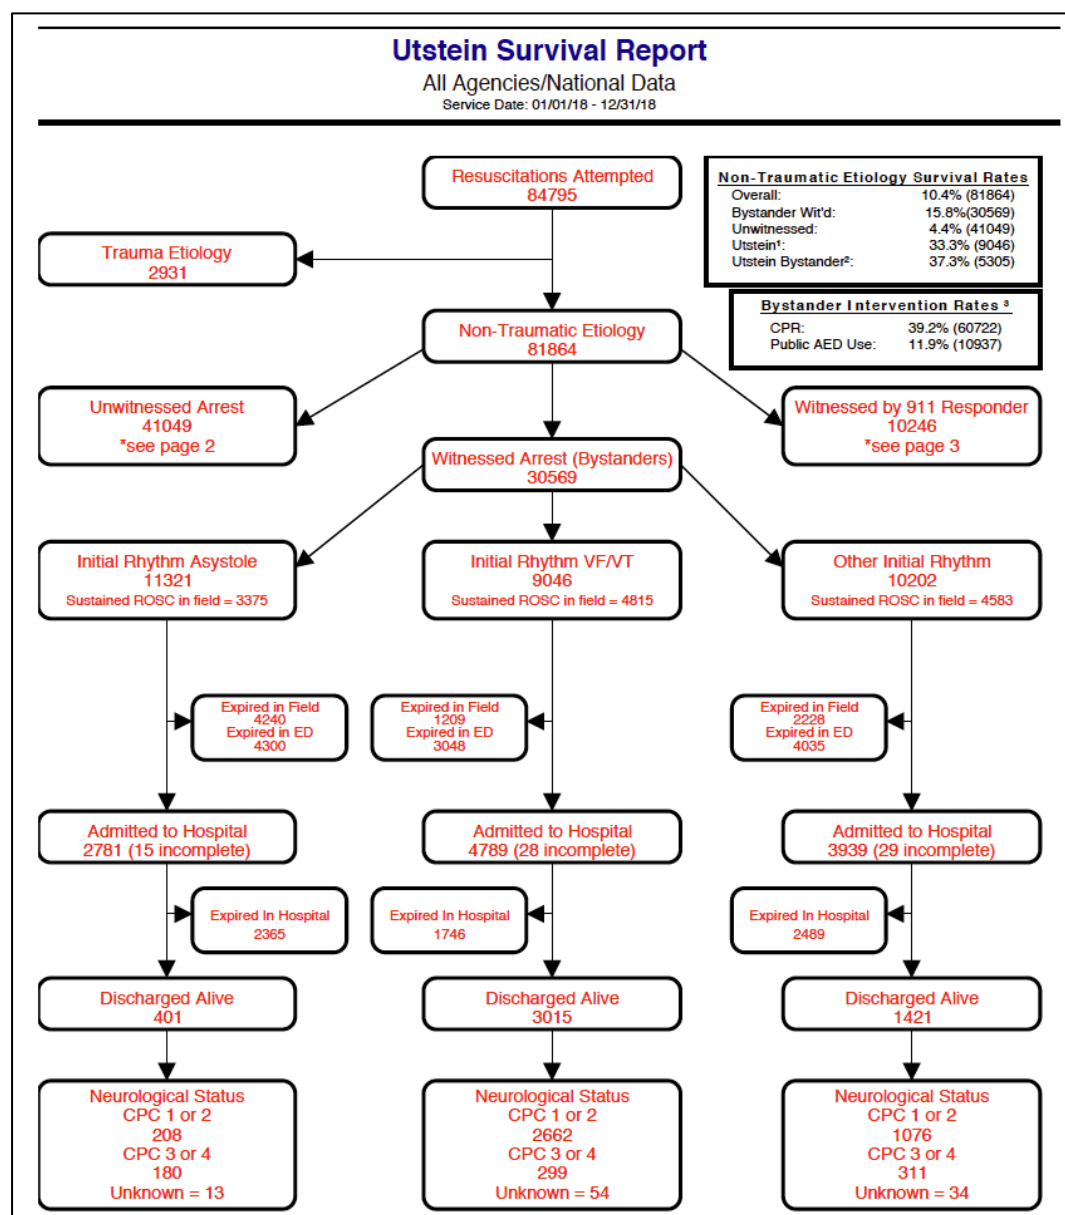 Utstein Survival Report
All Agencies/National Data
Service Date: 01/01/18 - 12/31/18
Resuscitations Attempted
84795
Non-Traumatic Etiology Survival Rates
Overall: 10.4% (81864)
Bystander Wit'd: 15.8%(30569)
Unwitnessed: 4.4% (41049)
Utstein¹: 33.3% (9046)
Utstein Bystander²: 37.3% (5305)
Trauma Etiology
2931
Bystander Intervention Rates ³
CPR: 39.2% (60722)
Public AED Use: 11.9% (10937)
Non-Traumatic Etiology
81864
Unwitnessed Arrest
41049
*see page 2
Witnessed by 911 Responder
10246
*see page 3
Witnessed Arrest (Bystanders)
30569
Initial Rhythm Asystole
11321
Sustained ROSC in field = 3375
Initial Rhythm VF/VT
9046
Sustained ROSC in field = 4815
Other Initial Rhythm
10202
Sustained ROSC in field = 4583
Expired in Field
4240
Expired in ED
4300
Expired in Field
1209
Expired in ED
3048
Expired in Field
2228
Expired in ED
4035
Admitted to Hospital
2781 (15 incomplete)
Admitted to Hospital
4789 (28 incomplete)
Admitted to Hospital
3939 (29 incomplete)
Expired In Hospital
2365
Expired In Hospital
1746
Expired In Hospital
2489
Discharged Alive
401
Discharged Alive
3015
Discharged Alive
1421
Neurological Status
CPC 1 or 2
208
CPC 3 or 4
180
Unknown = 13
Neurological Status
CPC 1 or 2
2662
CPC 3 or 4
299
Unknown = 54
Neurological Status
CPC 1 or 2
1076
CPC 3 or 4
311
Unknown = 34